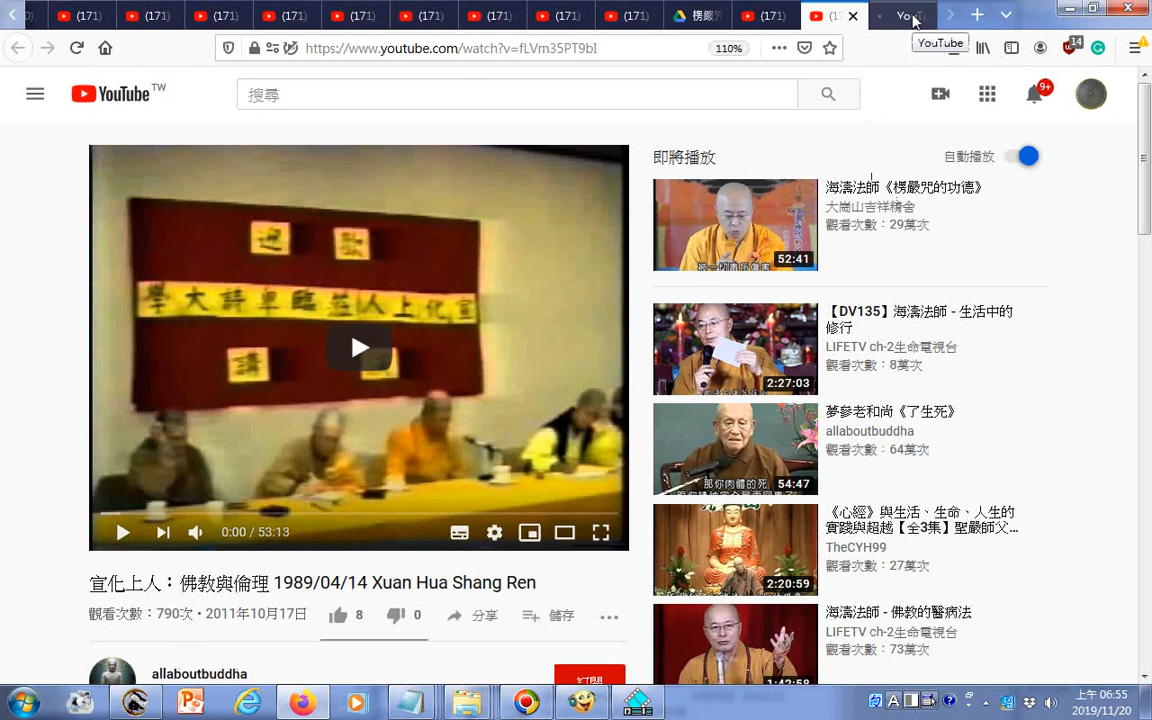 (171)
(171)
(171)
(171)
(171)
(171)
(171)
(171)
(171)
楞嚴
(171)
YouTube
https://www.youtube.com/watch?v=fLVm35PT9bI
110%
14
YouTube TW
搜尋
9+
迎 歡
學大詩卑臨蒞人上化宣
講
0:00 / 53:13
宣化上人：佛教與倫理 1989/04/14 Xuan Hua Shang Ren
觀看次數：790次 • 2011年10月17日
8
0
分享
儲存
allaboutbuddha
訂閱
即將播放
自動播放
海濤法師《楞嚴咒的功德》
大崗山吉祥精舍
觀看次數：29萬次
52:41
【DV135】海濤法師 - 生活中的
修行
LIFETV ch-2生命電視台
觀看次數：8萬次
2:27:03
夢參老和尚《了生死》
allaboutbuddha
觀看次數：64萬次
那你肉體的死
54:47
《心經》與生活、生命、人生的
實踐與超越【全3集】聖嚴師父...
TheCYH99
觀看次數：27萬次
2:20:59
海濤法師 - 佛教的醫病法
LIFETV ch-2生命電視台
觀看次數：73萬次
1:42:58
上午 06:55
2019/11/20